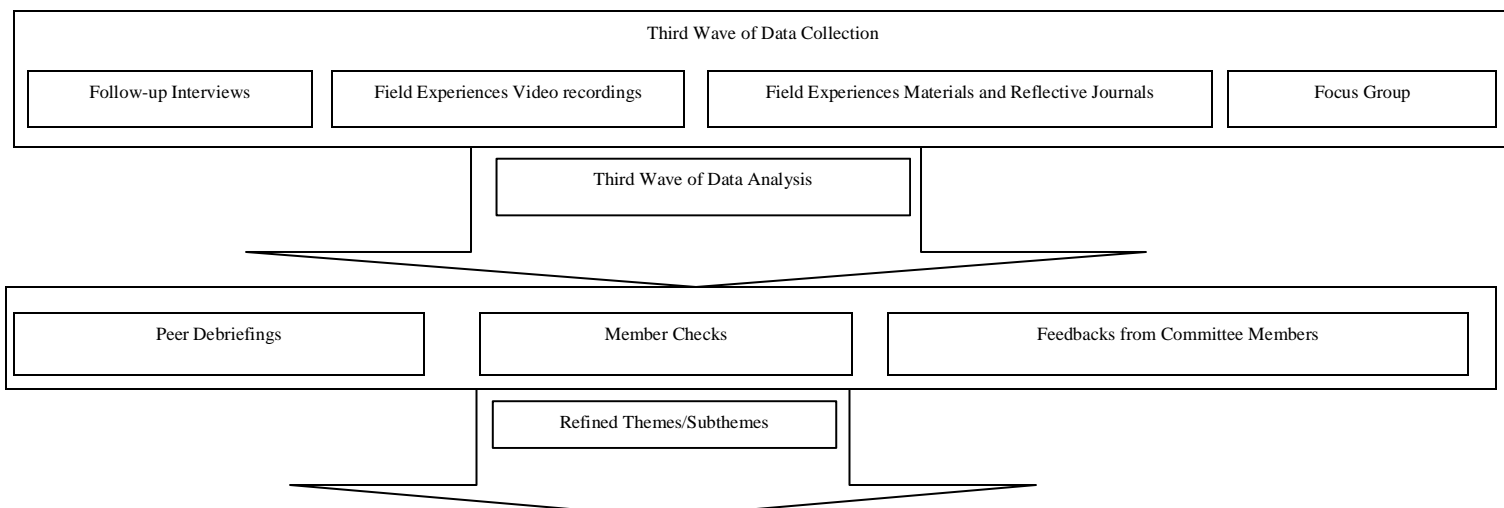 Third Wave of Data Collection
Follow-up Interviews
Field Experiences Video recordings
Field Experiences Materials and Reflective Journals
Focus Group
Third Wave of Data Analysis
Peer Debriefings
Member Checks
Feedbacks from Committee Members
Refined Themes/Subthemes